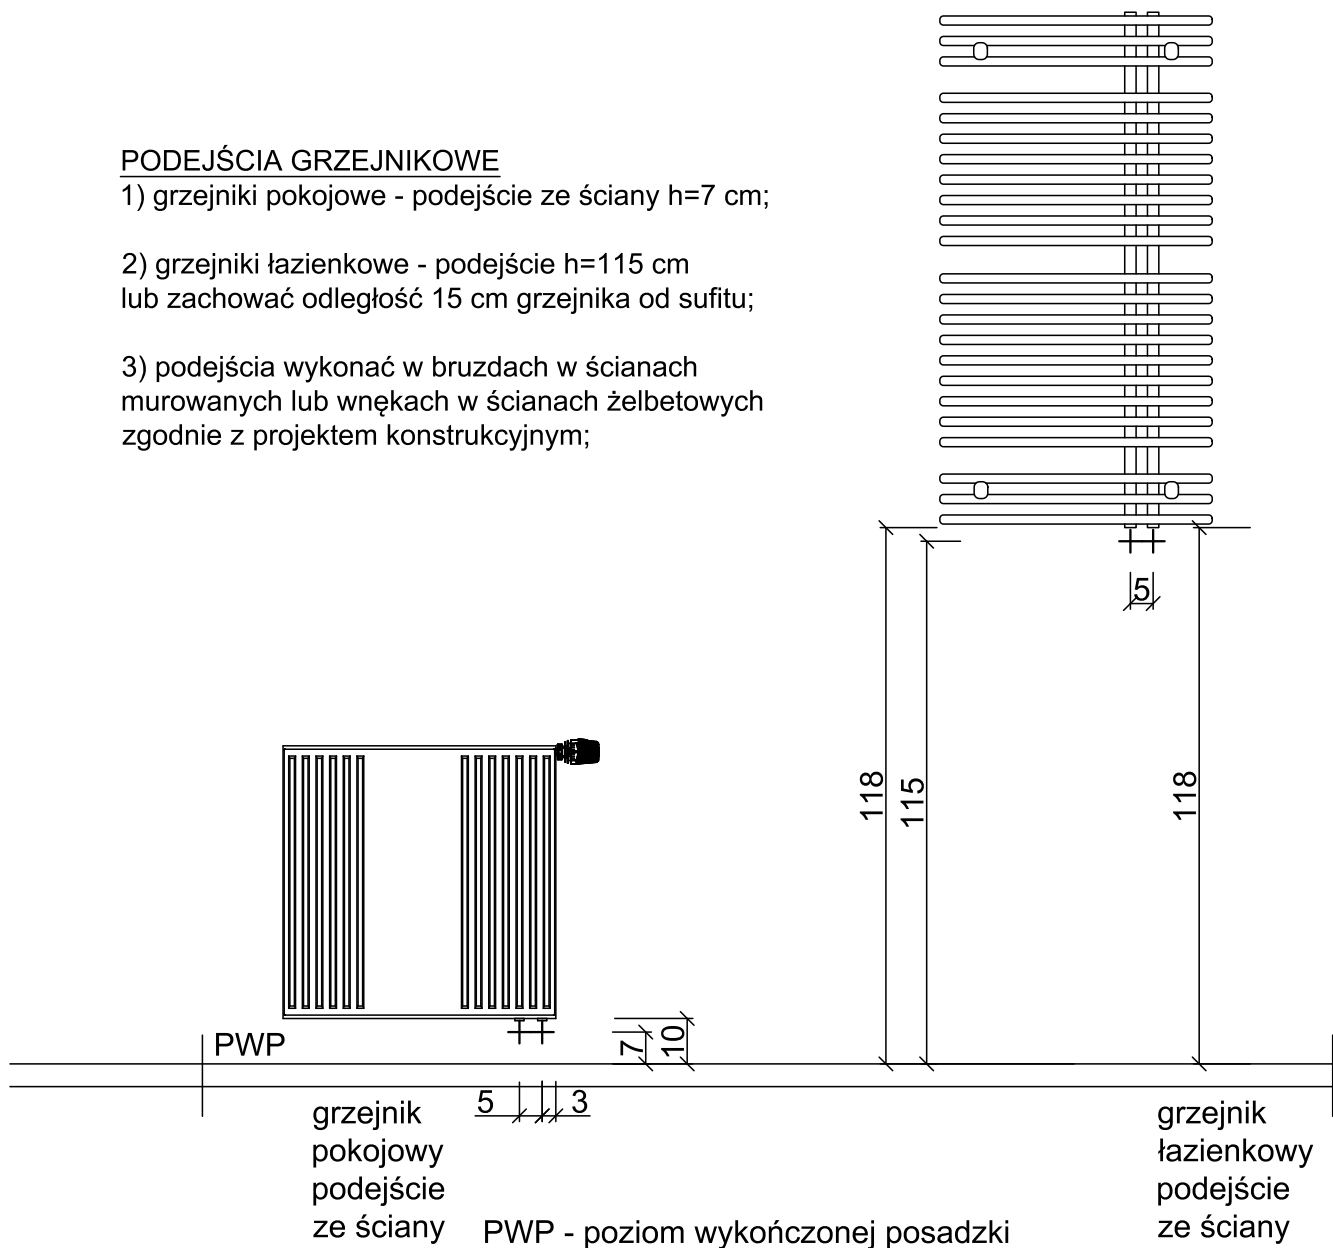 PODEJŚCIA GRZEJNIKOWE
1) grzejniki pokojowe - podejście ze ściany h=7 cm;
2) grzejniki łazienkowe - podejście h=115 cm
lub zachować odległość 15 cm grzejnika od sufitu;
3) podejścia wykonać w bruzdach w ścianach
murowanych lub wnękach w ścianach żelbetowych
zgodnie z projektem konstrukcyjnym;
5
118
115
118
PWP
7
10
5
3
grzejnik
pokojowy
podejście
ze ściany
grzejnik
łazienkowy
podejście
ze ściany
PWP - poziom wykończonej posadzki